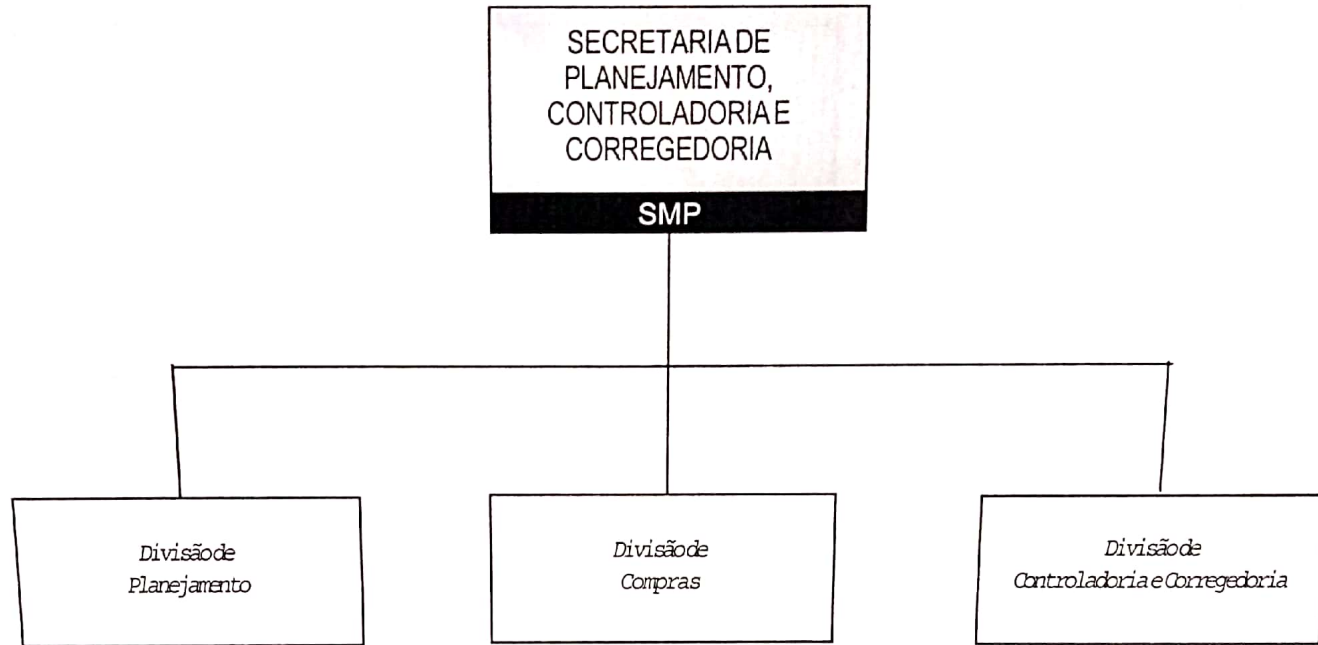 SECRETARIA DE
PLANEJAMENTO,
CONTROLADORIA E
CORREGEDORIA
SMP
Divisão de
Planejamento
Divisão de
Compras
Divisão de
Controladoria e Corregedoria